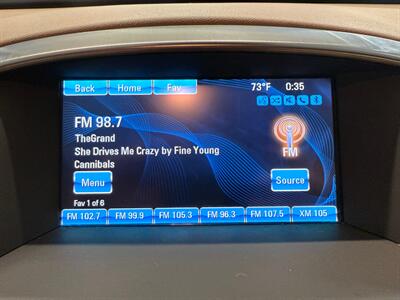 Back Home Fav 73°F 0:35
FM 98.7
TheGrand
She Drives Me Crazy by Fine Young
Cannibals
FM
Menu Source
Fav 1 of 6
FM 102.7 FM 99.9 FM 105.3 FM 96.3 FM 107.5 XM 105